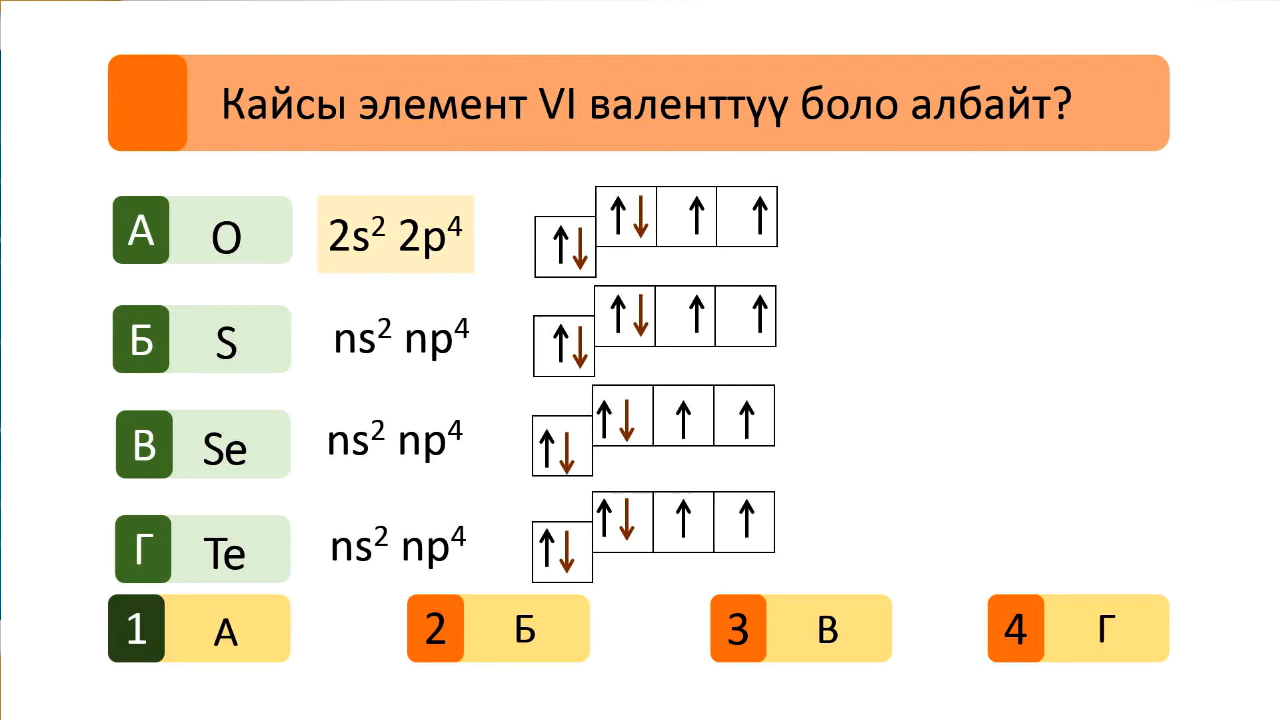 Кайсы элемент VI валенттүү боло албайт?
А O 2s² 2p⁴
Б S ns² np⁴
В Se ns² np⁴
Г Te ns² np⁴
1 А 2 Б 3 В 4 Г